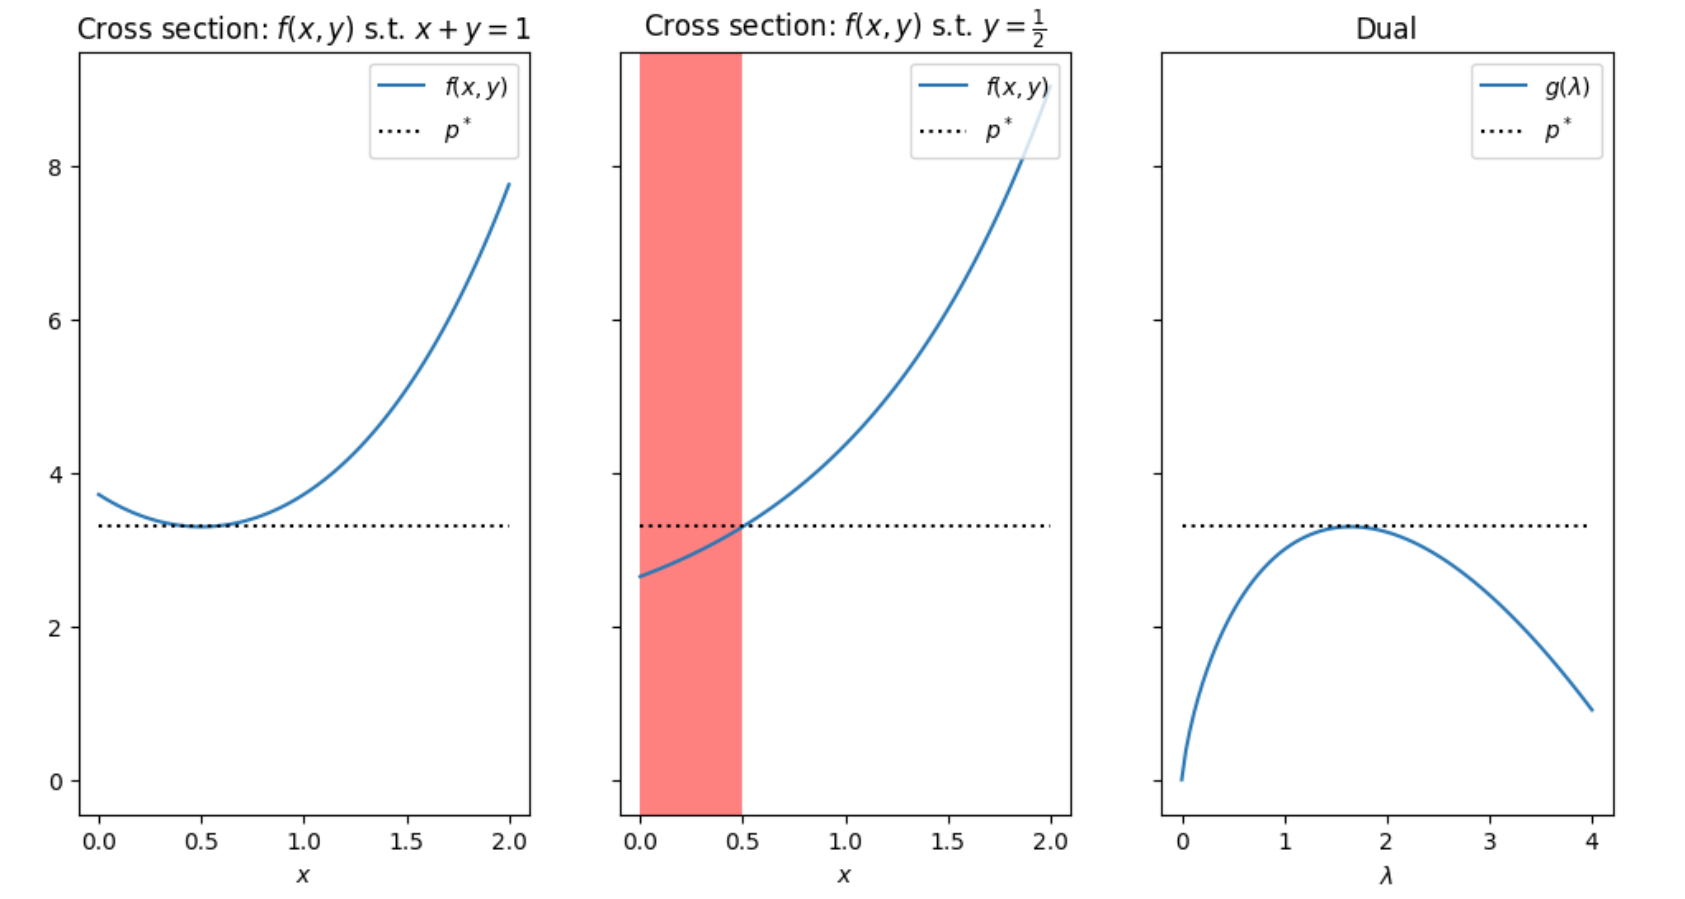 Cross section: f(x, y) s.t. x + y = 1
f(x, y)
p*
8
6
4
2
0
0.0 0.5 1.0 1.5 2.0
x
Cross section: f(x, y) s.t. y = 1/2
f(x, y)
p*
0.0 0.5 1.0 1.5 2.0
x
Dual
g(λ)
p*
0 1 2 3 4
λ